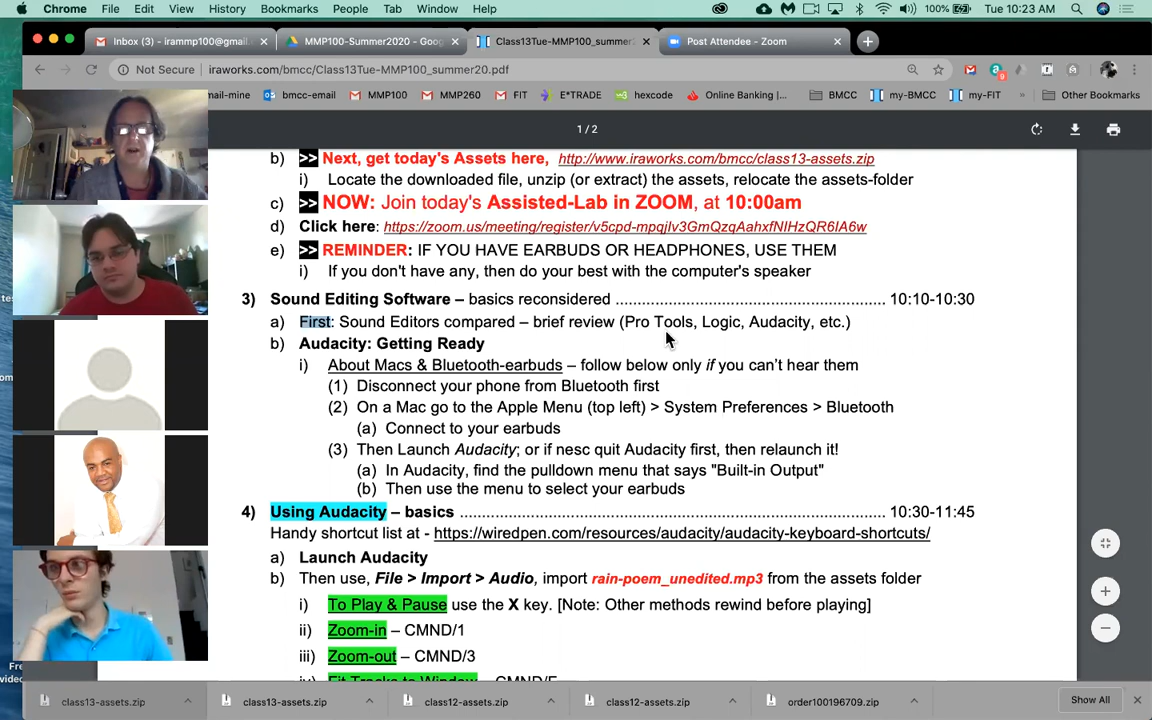 Chrome File Edit View History Bookmarks People Tab Window Help 100% Tue 10:23 AM
Inbox (3) - irammp100@gmail. MMP100-Summer2020 - Goog Class13Tue-MMP100_summer Post Attendee - Zoom
Not Secure iraworks.com/bmcc/Class13Tue-MMP100_summer20.pdf
mail-mine bmcc-email MMP100 MMP260 FIT E*TRADE hexcode Online Banking |... BMCC my-BMCC my-FIT » Other Bookmarks
1 / 2
b) >> Next, get today's Assets here, http://www.iraworks.com/bmcc/class13-assets.zip
i) Locate the downloaded file, unzip (or extract) the assets, relocate the assets-folder
c) >> NOW: Join today's Assisted-Lab in ZOOM, at 10:00am
d) Click here: https://zoom.us/meeting/register/v5cpd-mpqjIv3GmQzqAahxfNIHzQR6IA6w
e) >> REMINDER: IF YOU HAVE EARBUDS OR HEADPHONES, USE THEM
i) If you don't have any, then do your best with the computer's speaker
3) Sound Editing Software – basics reconsidered ............................................................ 10:10-10:30
a) First: Sound Editors compared – brief review (Pro Tools, Logic, Audacity, etc.)
b) Audacity: Getting Ready
i) About Macs & Bluetooth-earbuds – follow below only if you can't hear them
(1) Disconnect your phone from Bluetooth first
(2) On a Mac go to the Apple Menu (top left) > System Preferences > Bluetooth
(a) Connect to your earbuds
(3) Then Launch Audacity; or if nesc quit Audacity first, then relaunch it!
(a) In Audacity, find the pulldown menu that says "Built-in Output"
(b) Then use the menu to select your earbuds
4) Using Audacity – basics ............................................................................................... 10:30-11:45
Handy shortcut list at - https://wiredpen.com/resources/audacity/audacity-keyboard-shortcuts/
a) Launch Audacity
b) Then use, File > Import > Audio, import rain-poem_unedited.mp3 from the assets folder
i) To Play & Pause use the X key. [Note: Other methods rewind before playing]
ii) Zoom-in – CMND/1
iii) Zoom-out – CMND/3
iv) Fit Tracks to Window – CMND/F
class13-assets.zip class13-assets.zip class12-assets.zip class12-assets.zip order100196709.zip Show All